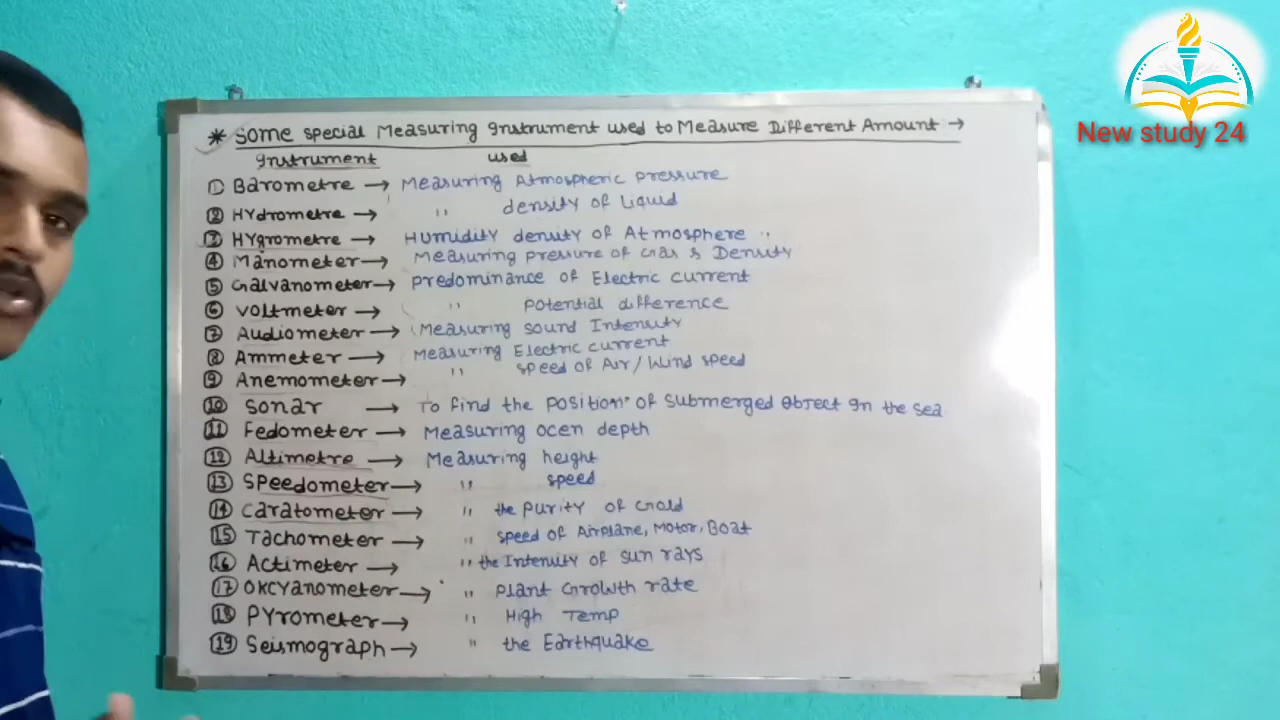 * Some special Measuring Instrument used to Measure Different Amount →
Instrument used
① Barometre → Measuring Atmospheric pressure
② Hydrometre → " density of Liquid
③ Hygrometre → Humidity density of Atmosphere "
④ Manometer → Measuring pressure of Gas & Density
⑤ Galvanometer → predominance of Electric current
⑥ voltmeter → " potential difference
⑦ Audiometer → Measuring sound Intensity
⑧ Ammeter → Measuring Electric current
⑨ Anemometer → " speed of Air / Wind speed
⑩ Sonar → To find the position of submerged Object In the sea
⑪ Fedometer → Measuring ocen depth
⑫ Altimetre → Measuring height
⑬ Speedometer → " speed
⑭ Caratometer → " the purity of Gold
⑮ Tachometer → " speed of Airplane, Motor, Boat
⑯ Actimeter → " the Intenuity of sun rays
⑰ Okcyanometer → " plant Growth rate
⑱ Pyrometer → " High Temp
⑲ Seismograph → " the Earthquake
New study 24